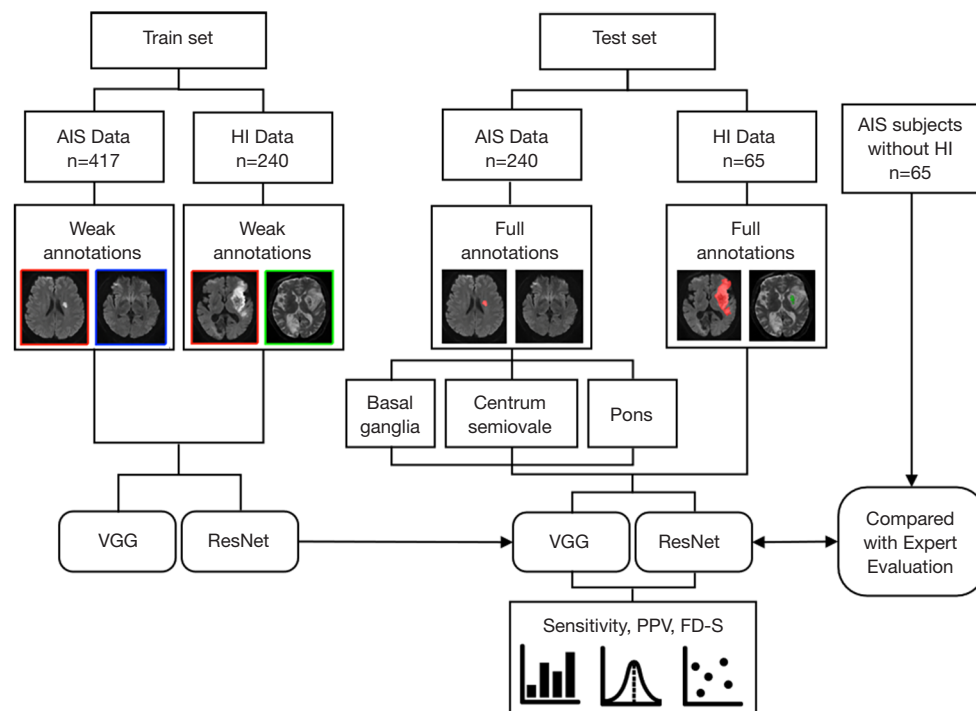 Train set
Test set
AIS Data
n=417
HI Data
n=240
AIS Data
n=240
HI Data
n=65
AIS subjects
without HI
n=65
Weak
annotations
Weak
annotations
Full
annotations
Full
annotations
Basal
ganglia
Centrum
semiovale
Pons
VGG
ResNet
VGG
ResNet
Compared
with Expert
Evaluation
Sensitivity, PPV, FD-S